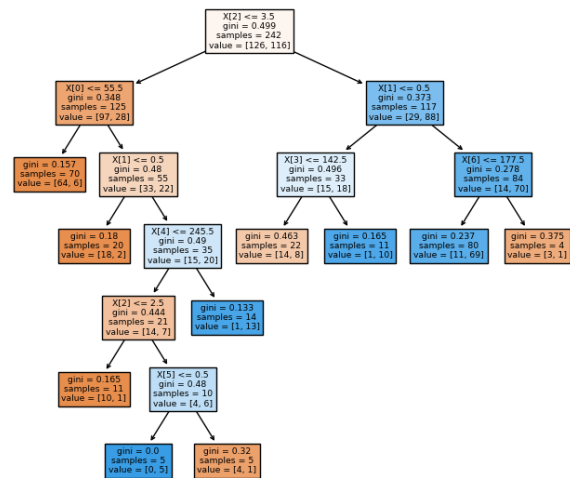 X[2] <= 3.5
gini = 0.499
samples = 242
value = [126, 116]
X[0] <= 55.5
gini = 0.348
samples = 125
value = [97, 28]
X[1] <= 0.5
gini = 0.373
samples = 117
value = [29, 88]
gini = 0.157
samples = 70
value = [64, 6]
X[1] <= 0.5
gini = 0.48
samples = 55
value = [33, 22]
X[3] <= 142.5
gini = 0.496
samples = 33
value = [15, 18]
X[6] <= 177.5
gini = 0.278
samples = 84
value = [14, 70]
gini = 0.18
samples = 20
value = [18, 2]
X[4] <= 245.5
gini = 0.49
samples = 35
value = [15, 20]
gini = 0.463
samples = 22
value = [14, 8]
gini = 0.165
samples = 11
value = [1, 10]
gini = 0.237
samples = 80
value = [11, 69]
gini = 0.375
samples = 4
value = [3, 1]
X[2] <= 2.5
gini = 0.444
samples = 21
value = [14, 7]
gini = 0.133
samples = 14
value = [1, 13]
gini = 0.165
samples = 11
value = [10, 1]
X[5] <= 0.5
gini = 0.48
samples = 10
value = [4, 6]
gini = 0.0
samples = 5
value = [0, 5]
gini = 0.32
samples = 5
value = [4, 1]